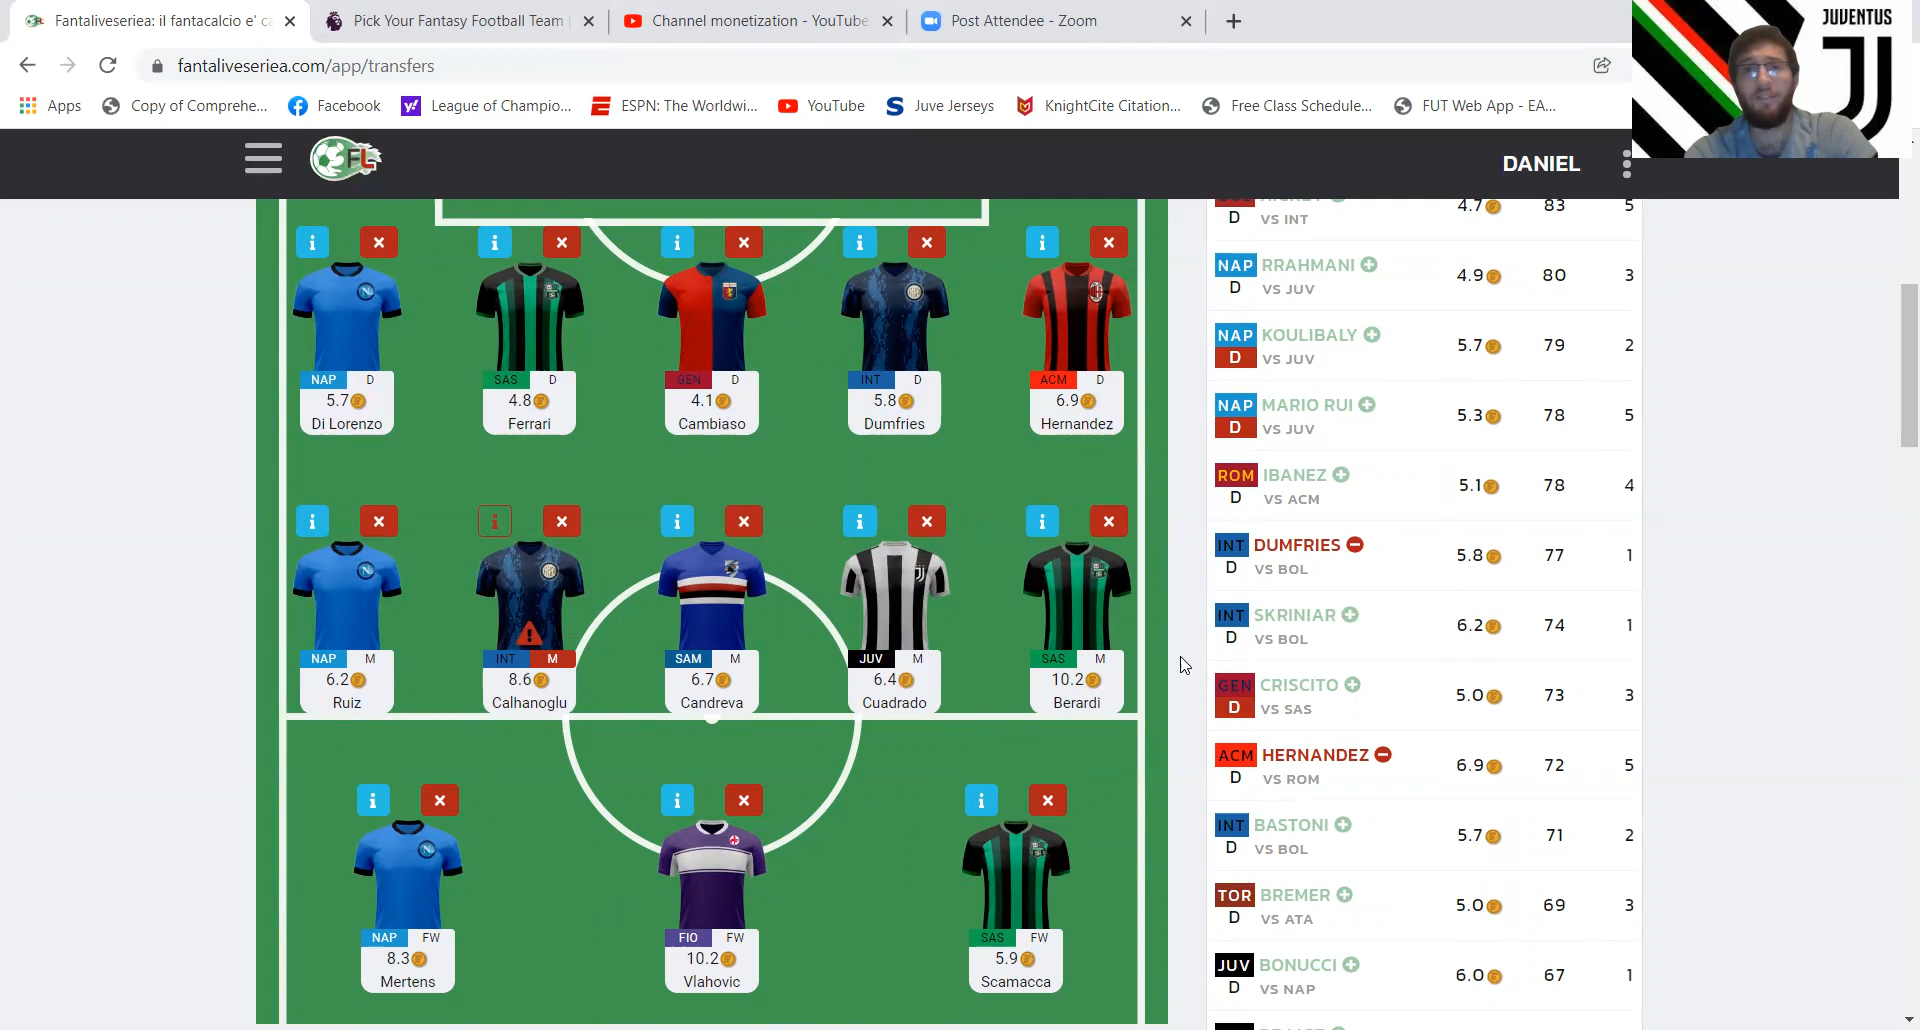 Fantaliveseriea: il fantacalcio e' ca
Pick Your Fantasy Football Team
Channel monetization - YouTube
Post Attendee - Zoom
fantaliveseriea.com/app/transfers
Apps
Copy of Comprehe...
Facebook
League of Champio...
ESPN: The Worldwi...
YouTube
Juve Jerseys
KnightCite Citation...
Free Class Schedule...
FUT Web App - EA...
JUVENTUS
FL
DANIEL
NAP D
5.7
Di Lorenzo
SAS D
4.8
Ferrari
GEN D
4.1
Cambiaso
INT D
5.8
Dumfries
ACM D
6.9
Hernandez
NAP M
6.2
Ruiz
INT M
8.6
Calhanoglu
SAM M
6.7
Candreva
JUV M
6.4
Cuadrado
SAS M
10.2
Berardi
NAP FW
8.3
Mertens
FIO FW
10.2
Vlahovic
SAS FW
5.9
Scamacca
D VS INT 4.7 83 5
NAP RRAHMANI 4.9 80 3
D VS JUV
NAP KOULIBALY 5.7 79 2
D VS JUV
NAP MARIO RUI 5.3 78 5
D VS JUV
ROM IBANEZ 5.1 78 4
D VS ACM
INT DUMFRIES 5.8 77 1
D VS BOL
INT SKRINIAR 6.2 74 1
D VS BOL
GEN CRISCITO 5.0 73 3
D VS SAS
ACM HERNANDEZ 6.9 72 5
D VS ROM
INT BASTONI 5.7 71 2
D VS BOL
TOR BREMER 5.0 69 3
D VS ATA
JUV BONUCCI 6.0 67 1
D VS NAP